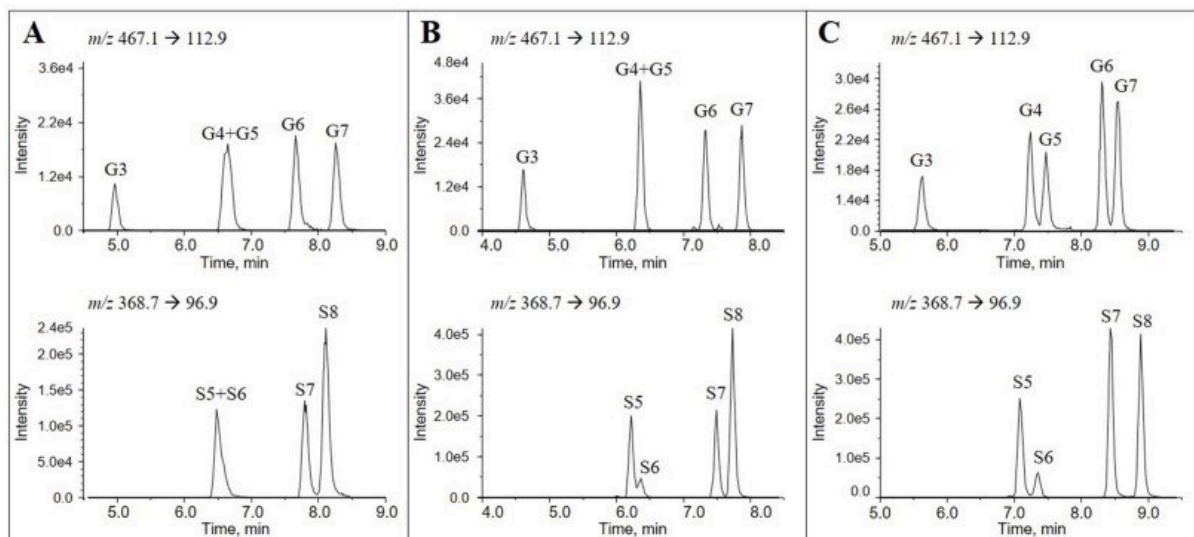 A
m/z 467.1 → 112.9
3.6e4
2.2e4
1.2e4
0.0
Intensity
G3
G4+G5
G6
G7
5.0 6.0 7.0 8.0 9.0
Time, min
m/z 368.7 → 96.9
2.4e5
2.0e5
1.5e5
1.0e5
5.0e4
0.0
Intensity
S5+S6
S7
S8
5.0 6.0 7.0 8.0 9.0
Time, min
B
m/z 467.1 → 112.9
4.8e4
3.6e4
2.4e4
1.2e4
0.0
Intensity
G3
G4+G5
G6
G7
4.0 5.0 6.0 7.0 8.0
Time, min
m/z 368.7 → 96.9
4.0e5
3.0e5
2.0e5
1.0e5
0.0
Intensity
S5
S6
S7
S8
4.0 5.0 6.0 7.0 8.0
Time, min
C
m/z 467.1 → 112.9
3.0e4
2.6e4
2.2e4
1.8e4
1.4e4
0.0
Intensity
G3
G4
G5
G6
G7
5.0 6.0 7.0 8.0 9.0
Time, min
m/z 368.7 → 96.9
4.0e5
3.0e5
2.0e5
1.0e5
0.0
Intensity
S5
S6
S7
S8
5.0 6.0 7.0 8.0 9.0
Time, min